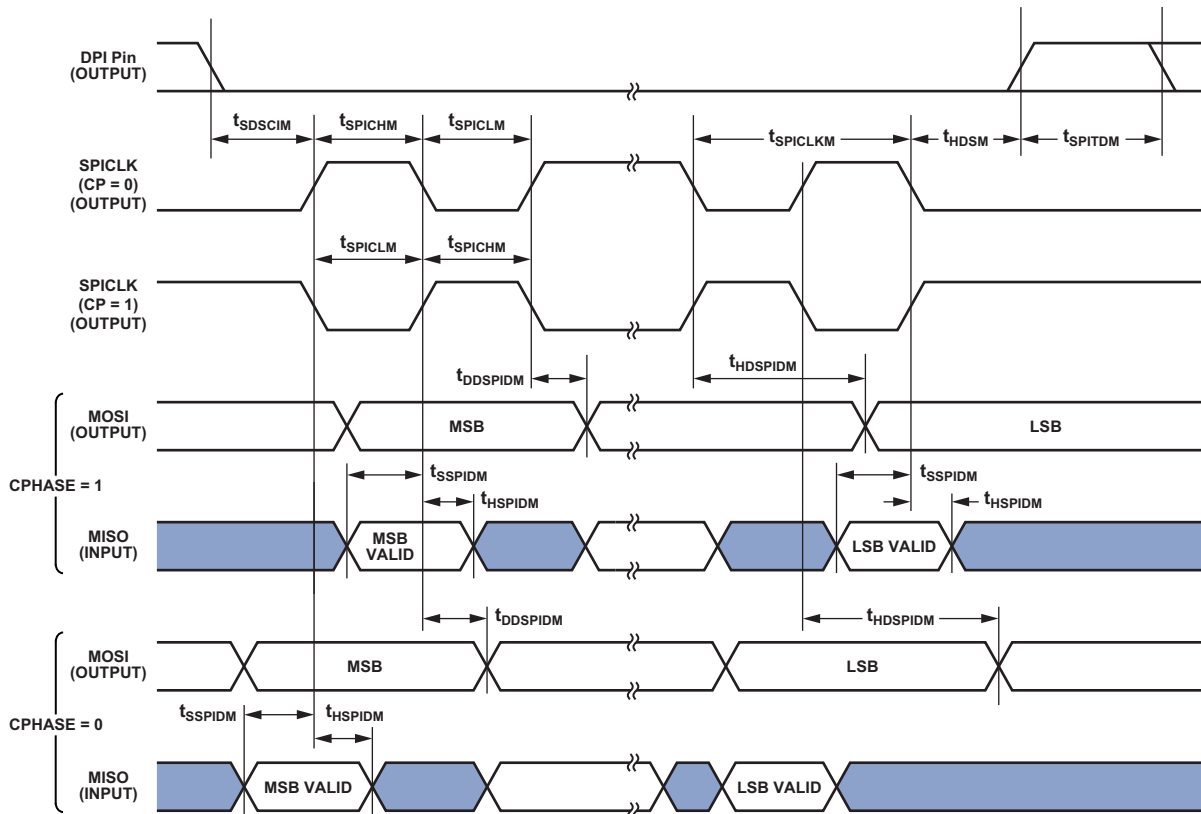 DPI Pin
(OUTPUT)
tSDSCIM
tSPICHM
tSPICLM
tSPICLKM
tHDSM
tSPITDM
SPICLK
(CP = 0)
(OUTPUT)
tSPICLM
tSPICHM
SPICLK
(CP = 1)
(OUTPUT)
tDDSPIDM
tHDSPIDM
MOSI
(OUTPUT)
MSB
LSB
CPHASE = 1
tSSPIDM
tSSPIDM
tHSPIDM
tHSPIDM
MISO
(INPUT)
MSB
VALID
LSB VALID
tDDSPIDM
tHDSPIDM
MOSI
(OUTPUT)
MSB
LSB
CPHASE = 0
tSSPIDM
tHSPIDM
MISO
(INPUT)
MSB VALID
LSB VALID